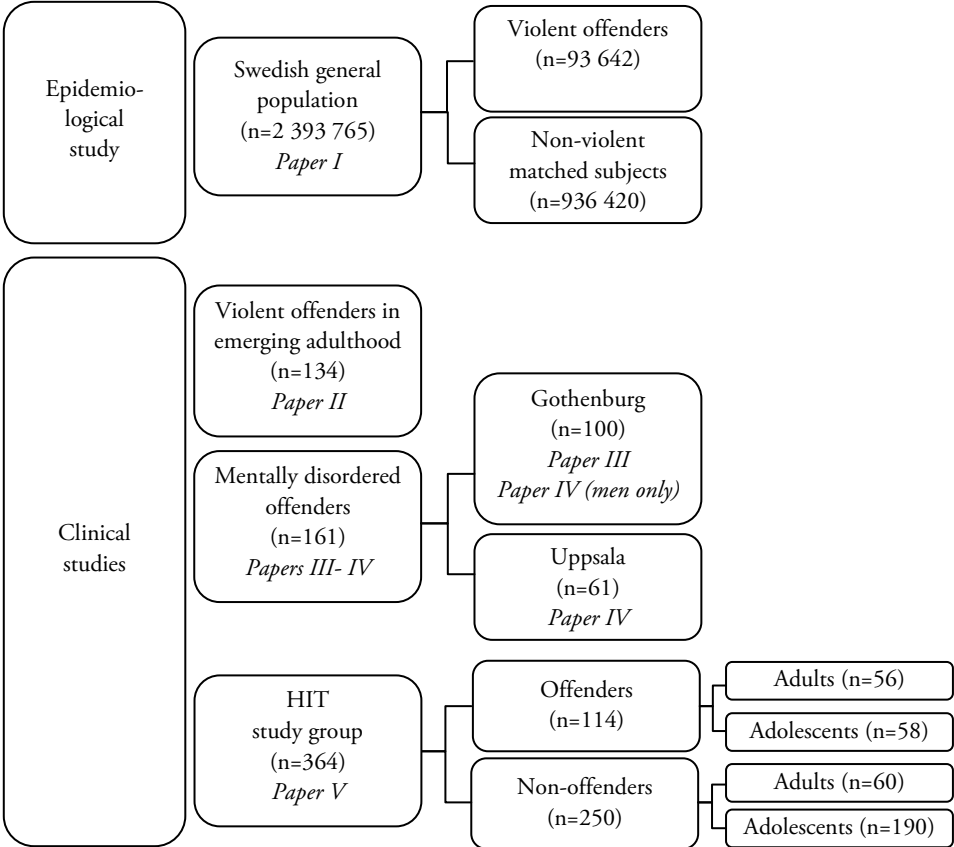 Epidemio-
logical
study
Swedish general
population
(n=2 393 765)
Paper I
Violent offenders
(n=93 642)
Non-violent
matched subjects
(n=936 420)
Clinical
studies
Violent offenders in
emerging adulthood
(n=134)
Paper II
Mentally disordered
offenders
(n=161)
Papers III- IV
Gothenburg
(n=100)
Paper III
Paper IV (men only)
Uppsala
(n=61)
Paper IV
HIT
study group
(n=364)
Paper V
Offenders
(n=114)
Adults (n=56)
Adolescents (n=58)
Non-offenders
(n=250)
Adults (n=60)
Adolescents (n=190)